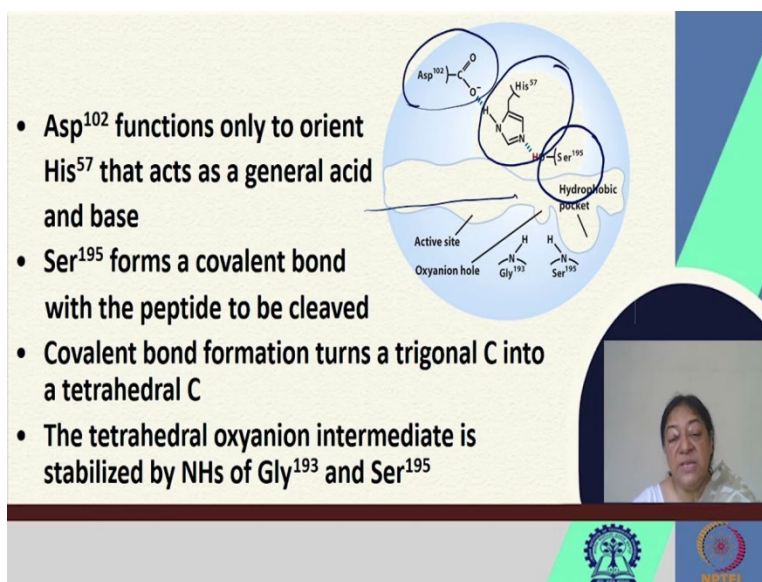 • Asp102 functions only to orient
His57 that acts as a general acid
and base
• Ser195 forms a covalent bond
with the peptide to be cleaved
• Covalent bond formation turns a trigonal C into
a tetrahedral C
• The tetrahedral oxyanion intermediate is
stabilized by NHs of Gly193 and Ser195
O
Asp102 C
O−
His57
H
N
N
HO Ser195
Hydrophobic
pocket
Active site
Oxyanion hole
H H
N N
Gly193 Ser195
NPTEL